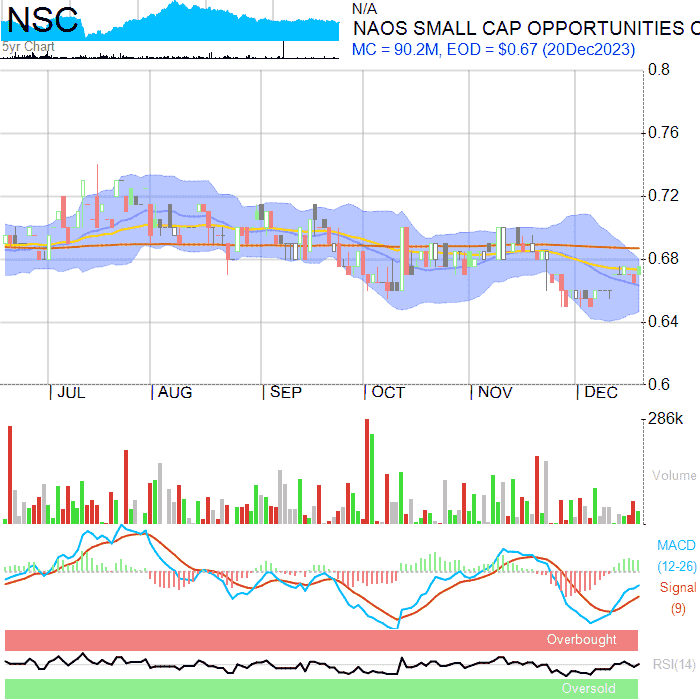 NSC
5yr Chart
N/A
NAOS SMALL CAP OPPORTUNITIES C
MC = 90.2M, EOD = $0.67 (20Dec2023)
0.8
0.76
0.72
0.68
0.64
0.6
JUL AUG SEP OCT NOV DEC
286k
Volume
MACD
(12-26)
Signal
(9)
Overbought
RSI(14)
Oversold